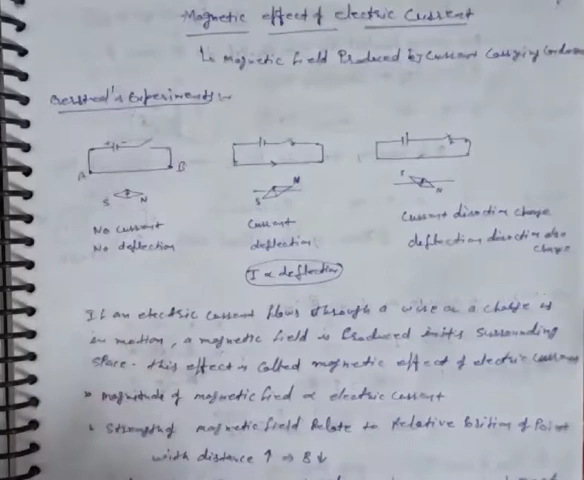 Magnetic effect of electric Current
↳ Magnetic field Produced by Current Carrying Conductor
Oersted's Experiments :-
A B
S N
S N
S N
No current
No deflection
Current
deflection
Current direction change
deflection direction also
change
I ∝ deflection
If an electric current flows through a wire or a charge is
in motion, a magnetic field is Produced in its surrounding
space. this effect is called magnetic effect of electric current
» Magnitude of magnetic field ∝ electric current
Strength of magnetic field Relate to Relative Position of Point
with distance ↑ ⇒ B ↓